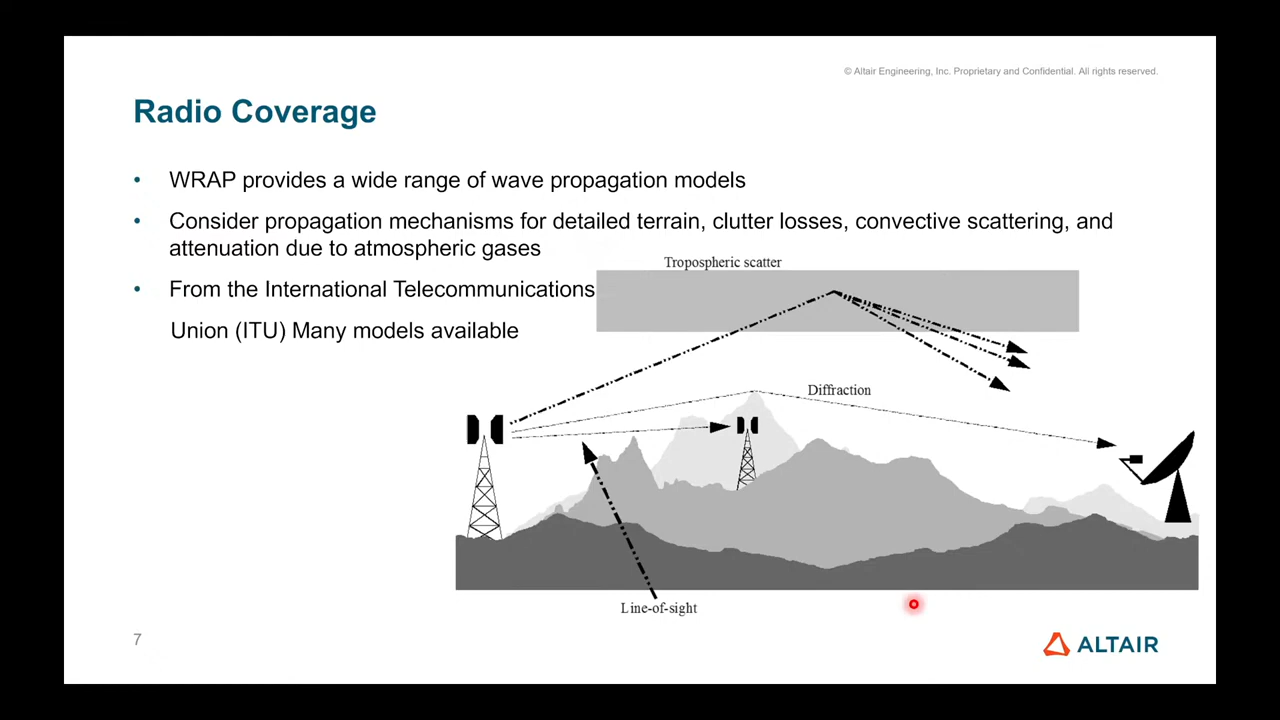 © Altair Engineering, Inc. Proprietary and Confidential. All rights reserved.
Radio Coverage
• WRAP provides a wide range of wave propagation models
• Consider propagation mechanisms for detailed terrain, clutter losses, convective scattering, and
attenuation due to atmospheric gases
• From the International Telecommunications
Union (ITU) Many models available
Tropospheric scatter
Diffraction
Line-of-sight
7
ALTAIR